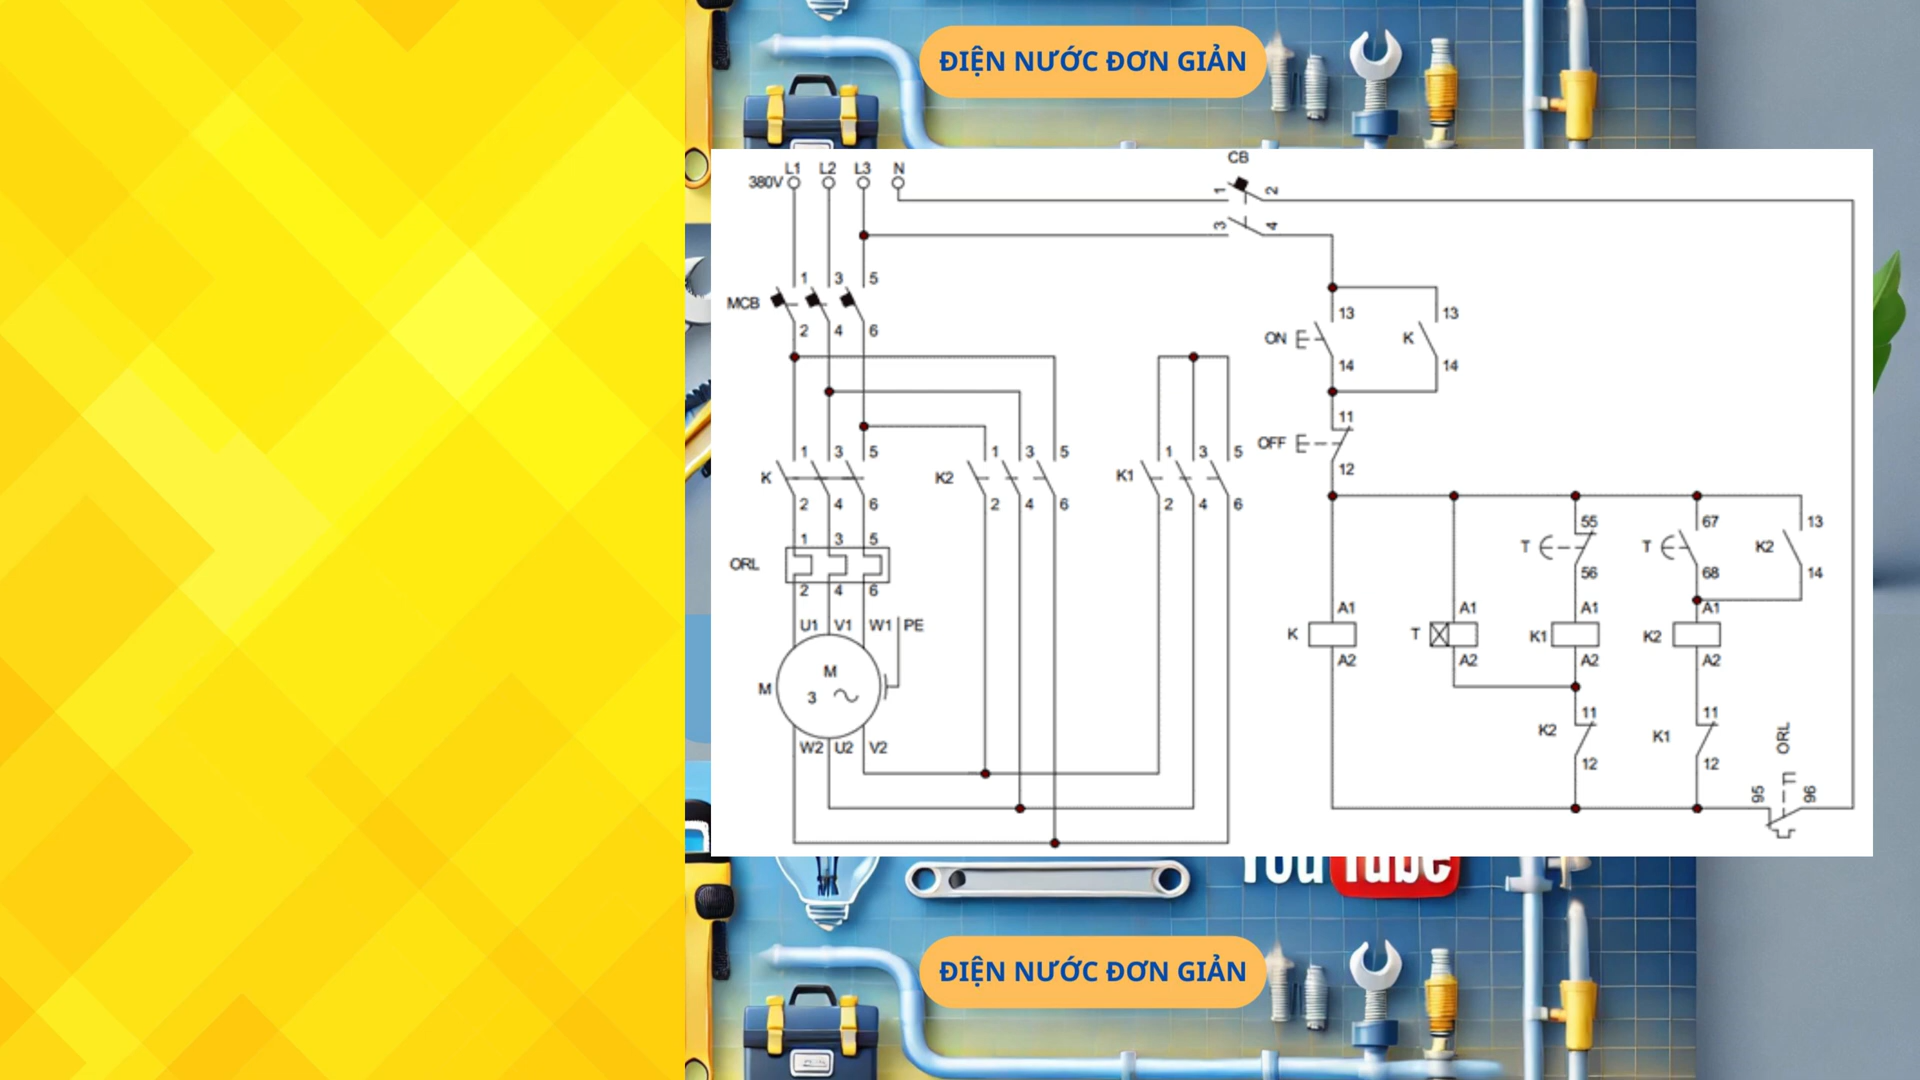 ĐIỆN NƯỚC ĐƠN GIẢN
CB
L1 L2 L3 N
380V
1 2
3 4
1 3 5
MCB
2 4 6
13 13
ON K
14 14
11
OFF
12
1 3 5 1 3 5 1 3 5
K K2 K1
2 4 6 2 4 6 2 4 6
55 67 13
T T K2
56 68 14
1 3 5
ORL
2 4 6
A1 A1 A1 A1
K T K1 K2
A2 A2 A2 A2
U1 V1 W1 PE
M
M
3
W2 U2 V2
11 11
K2 K1 ORL
12 12
95 96
You Tube
ĐIỆN NƯỚC ĐƠN GIẢN